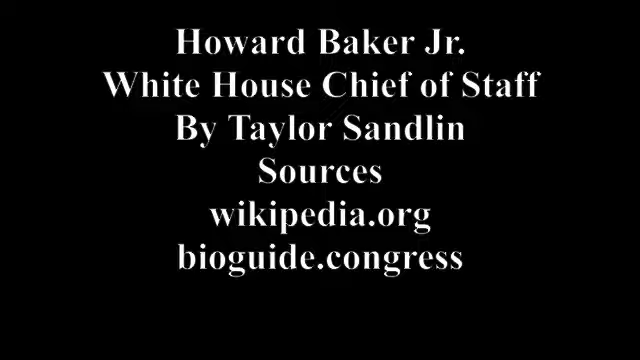 Howard Baker Jr.
White House Chief of Staff
By Taylor Sandlin
Sources
wikipedia.org
bioguide.congress